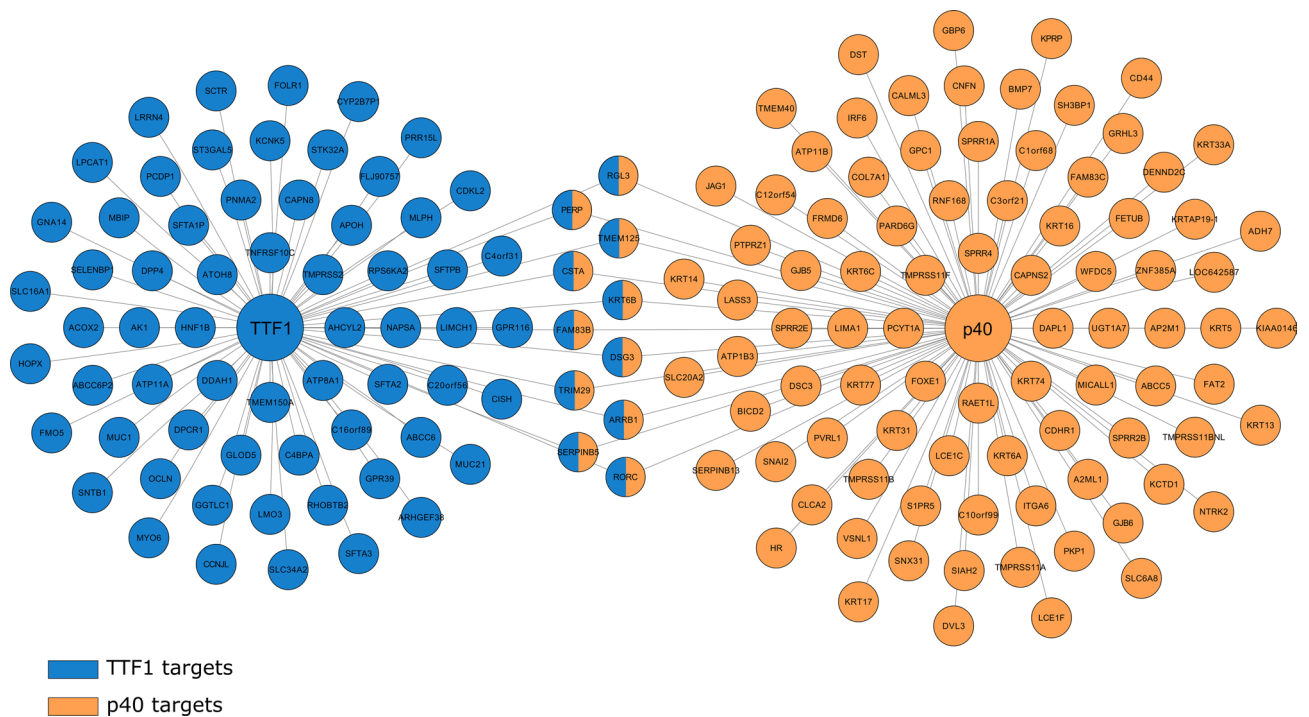 GBP6
KPRP
DST
CD44
SCTR
FOLR1
CYP2B7P1
CALML3
CNFN
BMP7
SH3BP1
TMEM40
IRF6
GRHL3
LRRN4
PRR15L
KRT33A
ST3GAL5
KCNK5
STK32A
ATP11B
GPC1
SPRR1A
C1orf68
LPCAT1
PCDP1
FLJ90757
CDKL2
RGL3
JAG1
C12orf54
COL7A1
FAM83C
DENND2C
PNMA2
CAPN8
RNF168
C3orf21
GNA14
MBIP
SFTA1P
APOH
MLPH
PERP
FRMD6
PARD6G
KRT16
FETUB
KRTAP19-1
ADH7
TMEM125
PTPRZ1
TNFRSF10C
SPRR4
SELENBP1
DPP4
ATOH8
TMPRSS2
RPS6KA2
SFTPB
C4orf31
CSTA
KRT14
GJB5
KRT6C
TMPRSS11F
CAPNS2
WFDC5
ZNF385A
LOC642587
SLC16A1
KRT6B
LASS3
ACOX2
AK1
HNF1B
TTF1
AHCYL2
NAPSA
LIMCH1
GPR116
FAM83B
SPRR2E
LIMA1
PCYT1A
p40
DAPL1
UGT1A7
AP2M1
KRT5
KIAA0146
HOPX
DSG3
ATP1B3
ABCC6P2
ATP11A
DDAH1
ATP8A1
SFTA2
C20orf56
CISH
TRIM29
SLC20A2
DSC3
KRT77
FOXE1
KRT74
MICALL1
ABCC5
FAT2
TMEM150A
RAET1L
FMO5
MUC1
DPCR1
C16orf89
ABCC6
MUC21
ARRB1
BICD2
PVRL1
KRT31
CDHR1
SPRR2B
TMPRSS11BNL
KRT13
SERPINB5
GLOD5
C4BPA
LCE1C
KRT6A
SNTB1
OCLN
GPR39
RORC
SERPINB13
SNAI2
TMPRSS11B
A2ML1
KCTD1
NTRK2
GGTLC1
LMO3
RHOBTB2
ARHGEF38
CLCA2
S1PR5
C10orf99
ITGA6
GJB6
MYO6
VSNL1
PKP1
CCNJL
SLC34A2
SFTA3
HR
SNX31
SIAH2
TMPRSS11A
SLC6A8
KRT17
DVL3
LCE1F
TTF1 targets
p40 targets